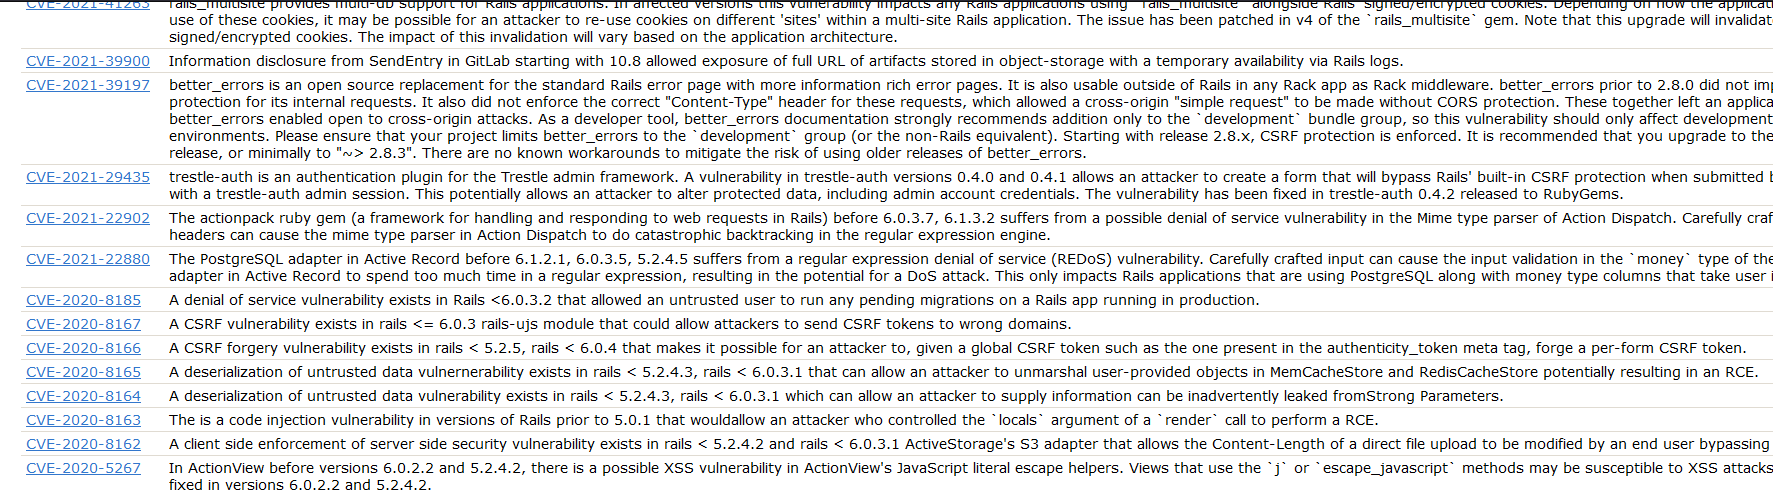 CVE-2021-41263 rails_multisite provides multi-db support for Rails applications. In affected versions this vulnerability impacts any Rails applications using `rails_multisite` alongside Rails' signed/encrypted cookies. Depending on how the applicati
use of these cookies, it may be possible for an attacker to re-use cookies on different 'sites' within a multi-site Rails application. The issue has been patched in v4 of the `rails_multisite` gem. Note that this upgrade will invalidat
signed/encrypted cookies. The impact of this invalidation will vary based on the application architecture.
CVE-2021-39900 Information disclosure from SendEntry in GitLab starting with 10.8 allowed exposure of full URL of artifacts stored in object-storage with a temporary availability via Rails logs.
CVE-2021-39197 better_errors is an open source replacement for the standard Rails error page with more information rich error pages. It is also usable outside of Rails in any Rack app as Rack middleware. better_errors prior to 2.8.0 did not im
protection for its internal requests. It also did not enforce the correct "Content-Type" header for these requests, which allowed a cross-origin "simple request" to be made without CORS protection. These together left an applica
better_errors enabled open to cross-origin attacks. As a developer tool, better_errors documentation strongly recommends addition only to the `development` bundle group, so this vulnerability should only affect development
environments. Please ensure that your project limits better_errors to the `development` group (or the non-Rails equivalent). Starting with release 2.8.x, CSRF protection is enforced. It is recommended that you upgrade to the
release, or minimally to "~> 2.8.3". There are no known workarounds to mitigate the risk of using older releases of better_errors.
CVE-2021-29435 trestle-auth is an authentication plugin for the Trestle admin framework. A vulnerability in trestle-auth versions 0.4.0 and 0.4.1 allows an attacker to create a form that will bypass Rails' built-in CSRF protection when submitted b
with a trestle-auth admin session. This potentially allows an attacker to alter protected data, including admin account credentials. The vulnerability has been fixed in trestle-auth 0.4.2 released to RubyGems.
CVE-2021-22902 The actionpack ruby gem (a framework for handling and responding to web requests in Rails) before 6.0.3.7, 6.1.3.2 suffers from a possible denial of service vulnerability in the Mime type parser of Action Dispatch. Carefully craf
headers can cause the mime type parser in Action Dispatch to do catastrophic backtracking in the regular expression engine.
CVE-2021-22880 The PostgreSQL adapter in Active Record before 6.1.2.1, 6.0.3.5, 5.2.4.5 suffers from a regular expression denial of service (REDoS) vulnerability. Carefully crafted input can cause the input validation in the `money` type of the
adapter in Active Record to spend too much time in a regular expression, resulting in the potential for a DoS attack. This only impacts Rails applications that are using PostgreSQL along with money type columns that take user i
CVE-2020-8185 A denial of service vulnerability exists in Rails <6.0.3.2 that allowed an untrusted user to run any pending migrations on a Rails app running in production.
CVE-2020-8167 A CSRF vulnerability exists in rails <= 6.0.3 rails-ujs module that could allow attackers to send CSRF tokens to wrong domains.
CVE-2020-8166 A CSRF forgery vulnerability exists in rails < 5.2.5, rails < 6.0.4 that makes it possible for an attacker to, given a global CSRF token such as the one present in the authenticity_token meta tag, forge a per-form CSRF token.
CVE-2020-8165 A deserialization of untrusted data vulnernerability exists in rails < 5.2.4.3, rails < 6.0.3.1 that can allow an attacker to unmarshal user-provided objects in MemCacheStore and RedisCacheStore potentially resulting in an RCE.
CVE-2020-8164 A deserialization of untrusted data vulnerability exists in rails < 5.2.4.3, rails < 6.0.3.1 which can allow an attacker to supply information can be inadvertently leaked fromStrong Parameters.
CVE-2020-8163 The is a code injection vulnerability in versions of Rails prior to 5.0.1 that wouldallow an attacker who controlled the `locals` argument of a `render` call to perform a RCE.
CVE-2020-8162 A client side enforcement of server side security vulnerability exists in rails < 5.2.4.2 and rails < 6.0.3.1 ActiveStorage's S3 adapter that allows the Content-Length of a direct file upload to be modified by an end user bypassing
CVE-2020-5267 In ActionView before versions 6.0.2.2 and 5.2.4.2, there is a possible XSS vulnerability in ActionView's JavaScript literal escape helpers. Views that use the `j` or `escape_javascript` methods may be susceptible to XSS attacks
fixed in versions 6.0.2.2 and 5.2.4.2.